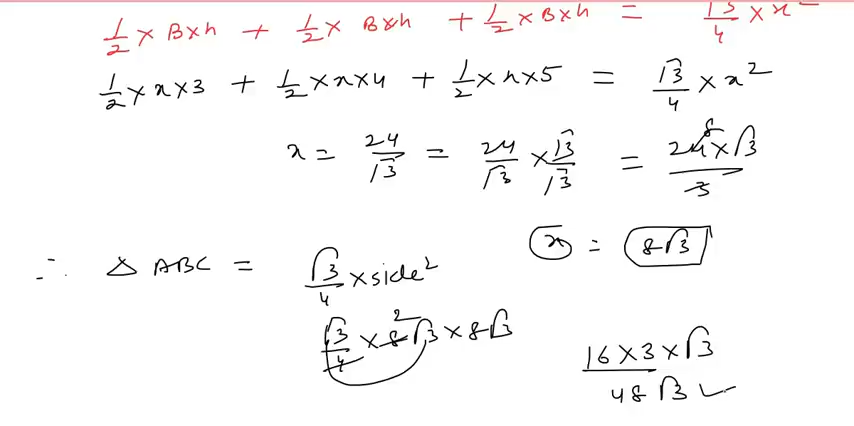 1/2 × B×h + 1/2 × B×h + 1/2 × B×h = √3/4 × x²
1/2 × x × 3 + 1/2 × x × 4 + 1/2 × x × 5 = √3/4 × x²
x = 24/√3 = 24/√3 × √3/√3 = 24 8 × √3/3
x = 8√3
∴ △ ABC = √3/4 × side²
√3/4 × 8 2 √3 × 8√3
16 × 3 × √3
48 √3 ✓